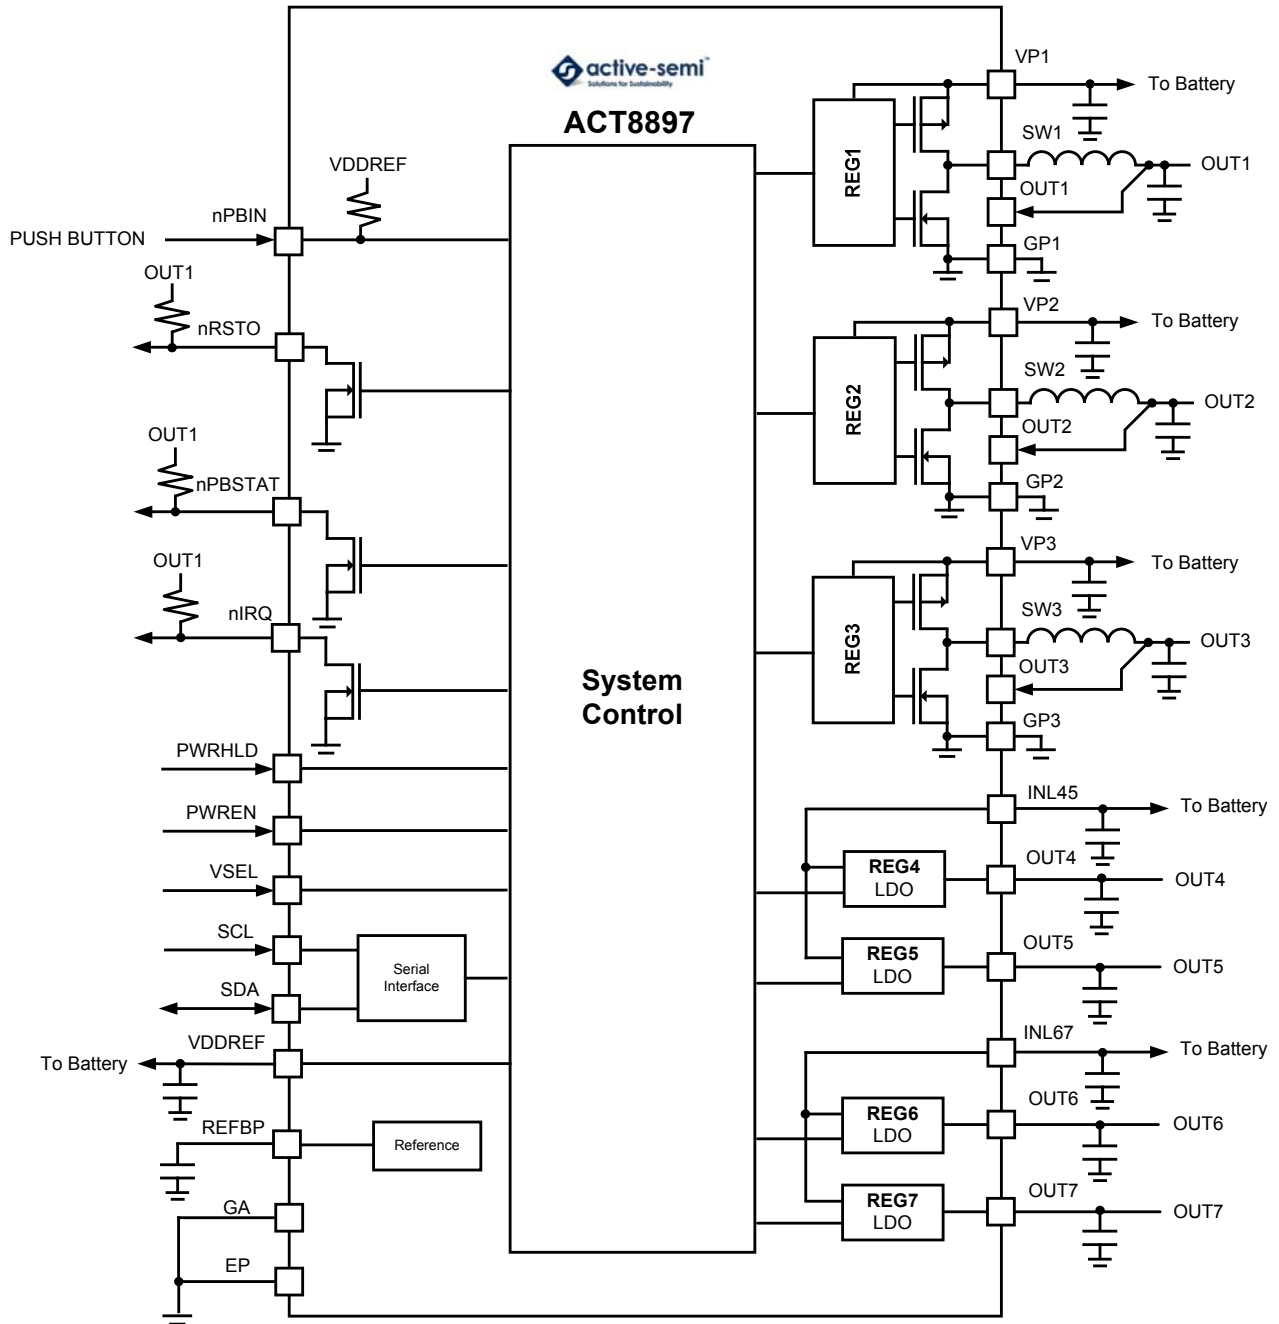 active-semi™
Solutions for Sustainability
ACT8897
VDDREF
nPBIN
PUSH BUTTON
OUT1
nRSTO
OUT1
nPBSTAT
OUT1
nIRQ
PWRHLD
PWREN
VSEL
SCL
SDA
Serial
Interface
VDDREF
To Battery
REFBP
Reference
GA
EP
System
Control
VP1
To Battery
REG1
SW1
OUT1
OUT1
GP1
VP2
To Battery
REG2
SW2
OUT2
OUT2
GP2
VP3
To Battery
REG3
SW3
OUT3
OUT3
GP3
INL45
To Battery
REG4
LDO
OUT4
OUT4
REG5
LDO
OUT5
OUT5
INL67
To Battery
REG6
LDO
OUT6
OUT6
REG7
LDO
OUT7
OUT7